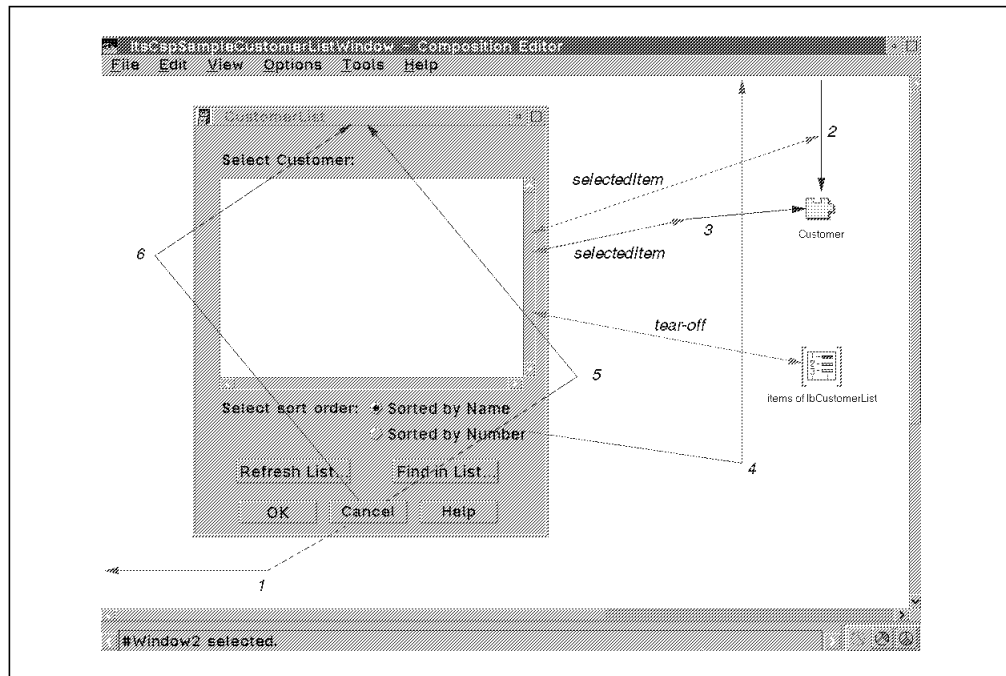 ItsCspSampleCustomerListWindow - Composition Editor
File Edit View Options Tools Help
CustomerList
Select Customer:
2
selectedItem
3
Customer
selectedItem
6
tear-off
5
items of lbCustomerList
Select sort order: Sorted by Name
Sorted by Number
4
Refresh List... Find-in List...
OK Cancel Help
1
#Window2 selected.